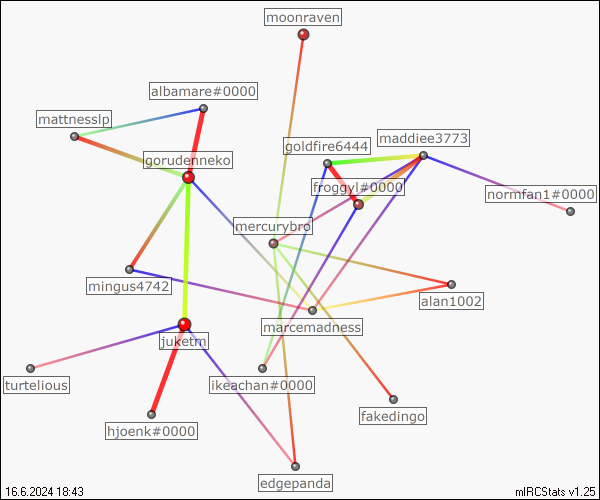 moonraven
albamare#0000
mattnesslp
goldfire6444
maddiee3773
gorudenneko
froggyl#0000
normfan1#0000
mercurybro
mingus4742
alan1002
marcemadness
juketm
turtelious
ikeachan#0000
fakedingo
hjoenk#0000
edgepanda
16.6.2024 18:43
mIRCStats v1.25